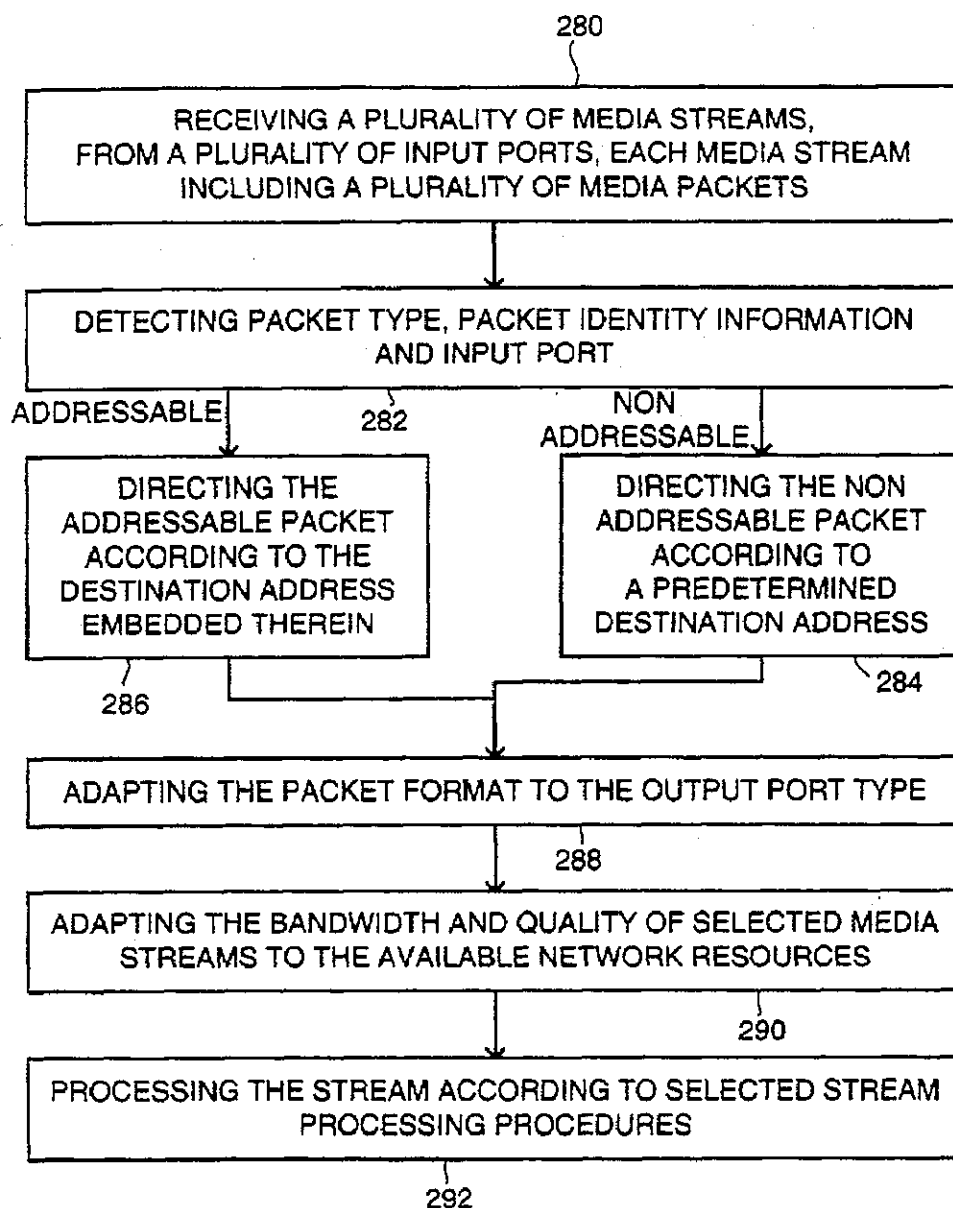 280
RECEIVING A PLURALITY OF MEDIA STREAMS,
FROM A PLURALITY OF INPUT PORTS, EACH MEDIA STREAM
INCLUDING A PLURALITY OF MEDIA PACKETS
DETECTING PACKET TYPE, PACKET IDENTITY INFORMATION
AND INPUT PORT
282
ADDRESSABLE
NON
ADDRESSABLE
DIRECTING THE
ADDRESSABLE PACKET
ACCORDING TO THE
DESTINATION ADDRESS
EMBEDDED THEREIN
286
DIRECTING THE NON
ADDRESSABLE PACKET
ACCORDING TO
A PREDETERMINED
DESTINATION ADDRESS
284
ADAPTING THE PACKET FORMAT TO THE OUTPUT PORT TYPE
288
ADAPTING THE BANDWIDTH AND QUALITY OF SELECTED MEDIA
STREAMS TO THE AVAILABLE NETWORK RESOURCES
290
PROCESSING THE STREAM ACCORDING TO SELECTED STREAM
PROCESSING PROCEDURES
292